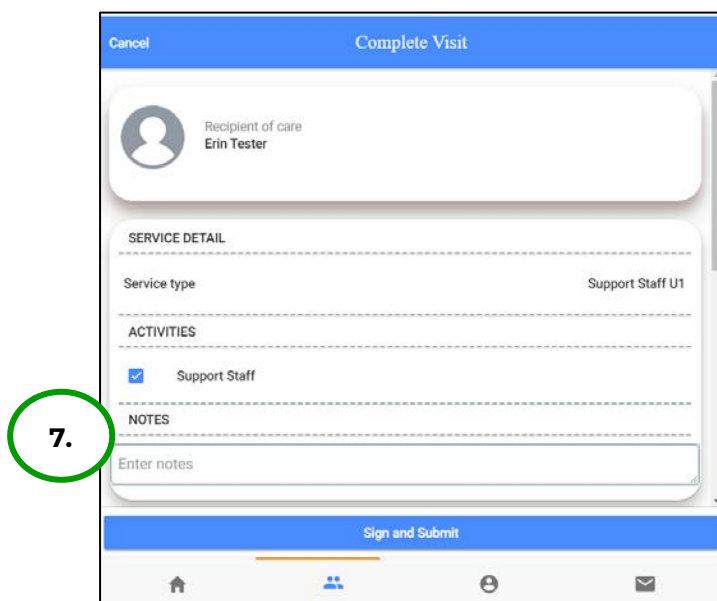 Cancel Complete Visit
Recipient of care
Erin Tester
SERVICE DETAIL
Service type Support Staff U1
ACTIVITIES
Support Staff
7.
NOTES
Enter notes
Sign and Submit